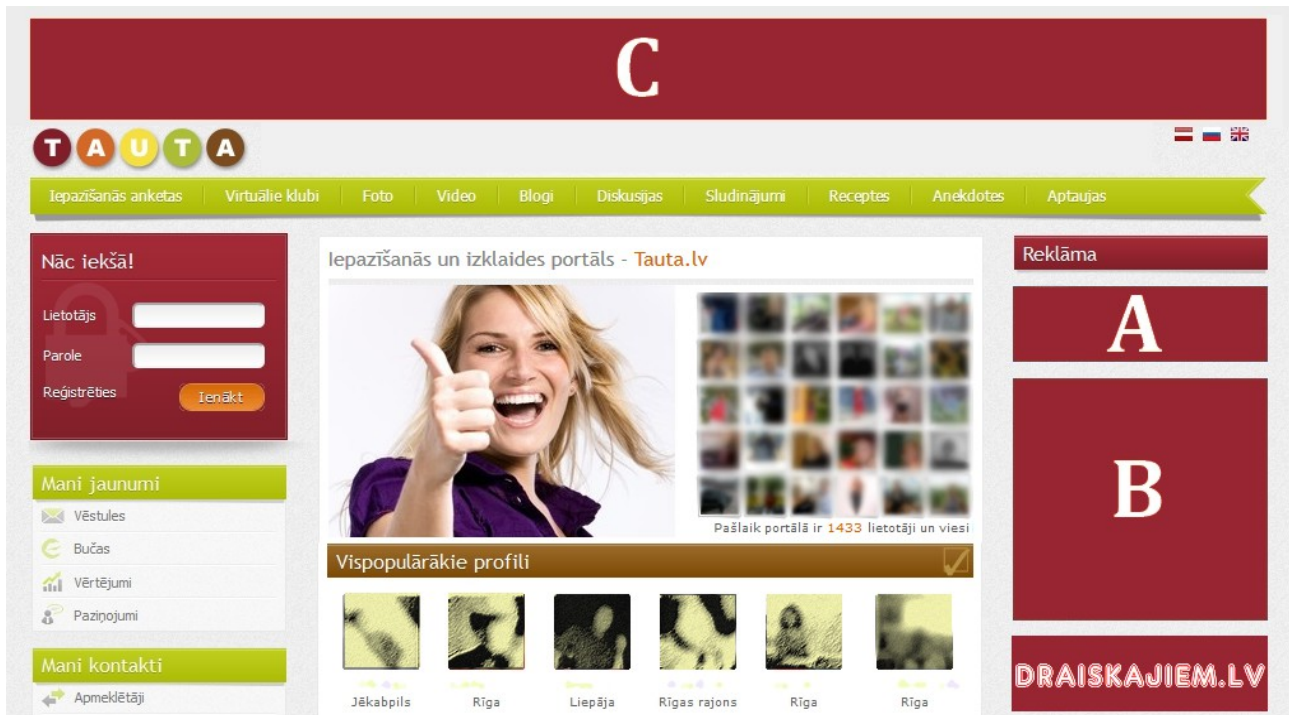 C
TAUTA
Iepazīšanās anketas Virtuālie klubi Foto Video Blogi Diskusijas Sludinājumi Receptes Anekdotes Aptaujas
Nāc iekšā!
Lietotājs
Parole
Reģistrēties Ienākt
Mani jaunumi
Vēstules
Bučas
Vērtējumi
Paziņojumi
Mani kontakti
Apmeklētāji
Iepazīšanās un izklaides portāls - Tauta.lv
Pašlaik portālā ir 1433 lietotāji un viesi
Vispopulārākie profili
Jēkabpils Rīga Liepāja Rīgas rajons Rīga Rīga
Reklāma
A
B
DRAISKAJIEM.LV